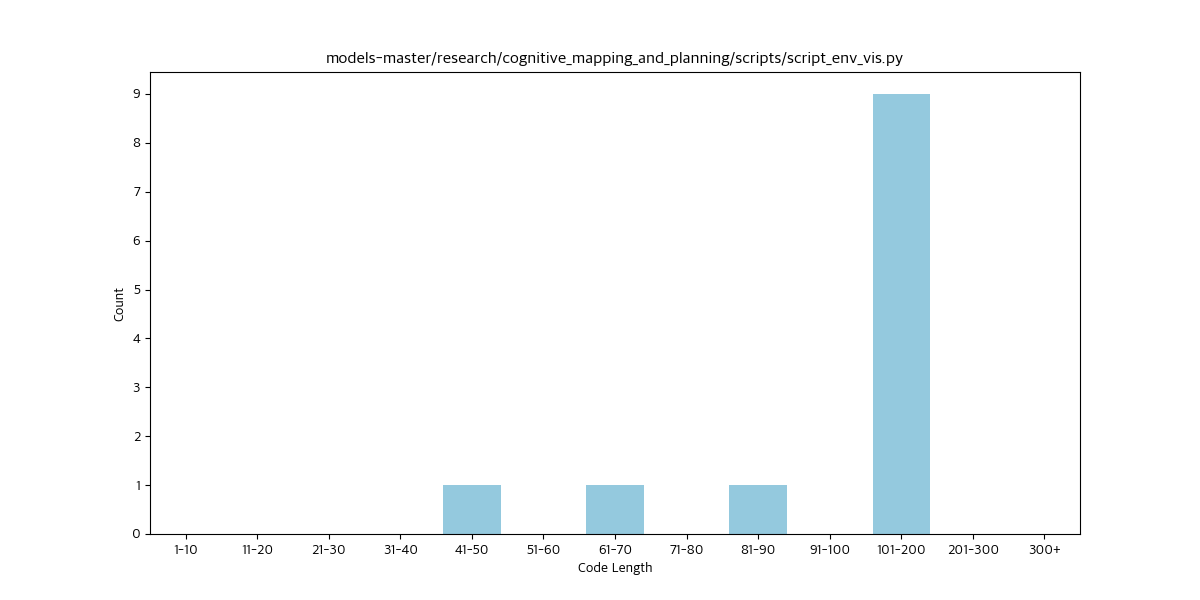 models-master/research/cognitive_mapping_and_planning/scripts/script_env_vis.py
9
8
7
6
5
4
3
2
1
0
Count
1-10 11-20 21-30 31-40 41-50 51-60 61-70 71-80 81-90 91-100 101-200 201-300 300+
Code Length